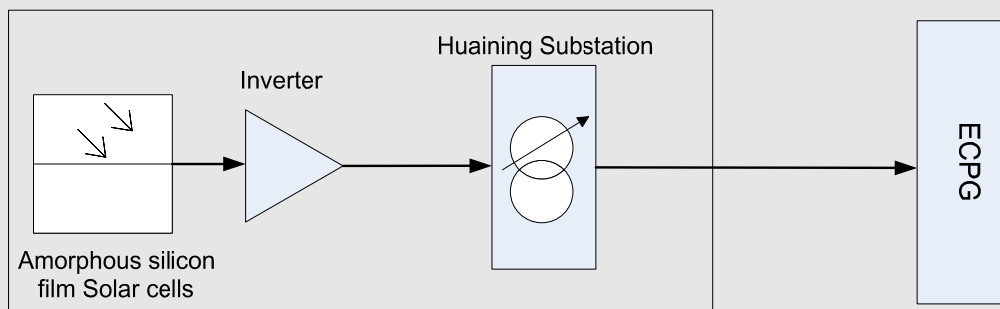 Huaining Substation
Inverter
Amorphous silicon
film Solar cells
ECPG